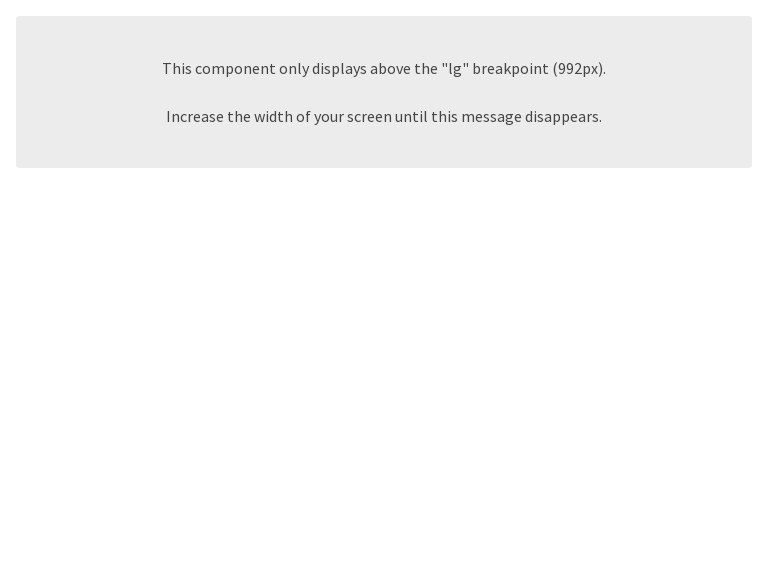 This component only displays above the "lg" breakpoint (992px).
Increase the width of your screen until this message disappears.